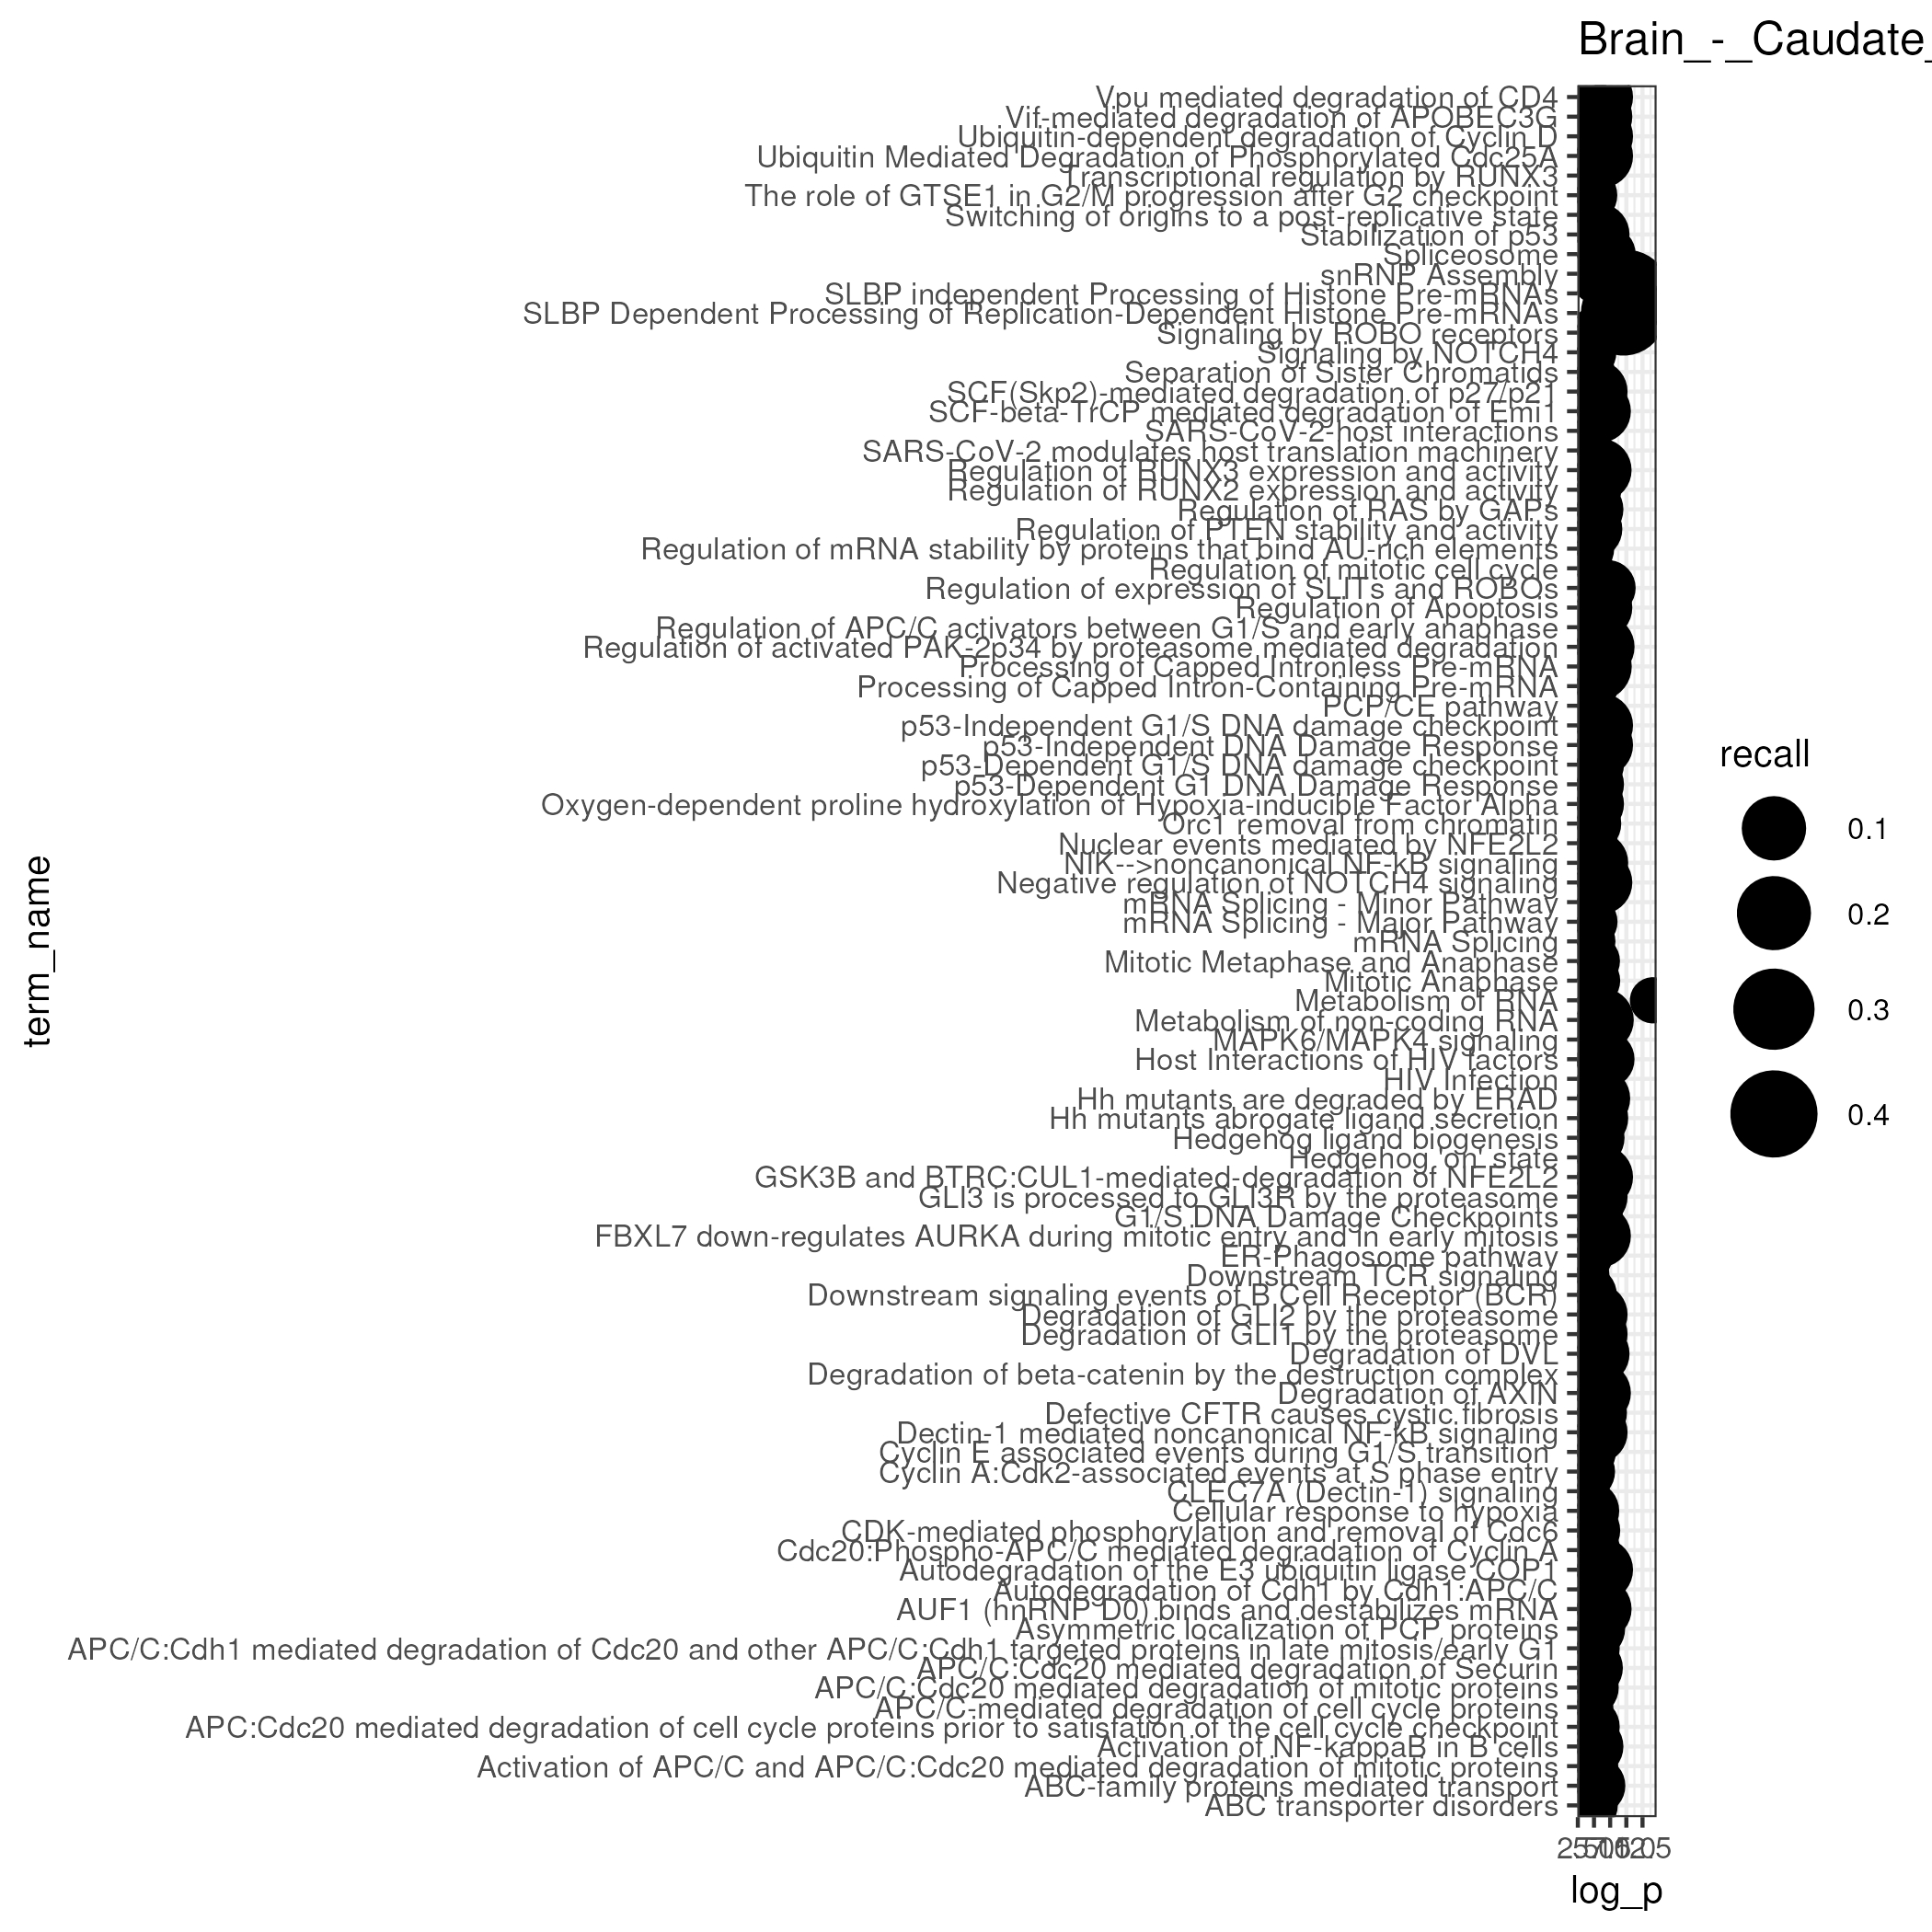 Brain_-_Caudate_
Vpu mediated degradation of CD4
Vif-mediated degradation of APOBEC3G
Ubiquitin-dependent degradation of Cyclin D
Ubiquitin Mediated Degradation of Phosphorylated Cdc25A
Transcriptional regulation by RUNX3
The role of GTSE1 in G2/M progression after G2 checkpoint
Switching of origins to a post-replicative state
Stabilization of p53
Spliceosome
snRNP Assembly
SLBP independent Processing of Histone Pre-mRNAs
SLBP Dependent Processing of Replication-Dependent Histone Pre-mRNAs
Signaling by ROBO receptors
Signaling by NOTCH4
Separation of Sister Chromatids
SCF(Skp2)-mediated degradation of p27/p21
SCF-beta-TrCP mediated degradation of Emi1
SARS-CoV-2-host interactions
SARS-CoV-2 modulates host translation machinery
Regulation of RUNX3 expression and activity
Regulation of RUNX2 expression and activity
Regulation of RAS by GAPs
Regulation of PTEN stability and activity
Regulation of mRNA stability by proteins that bind AU-rich elements
Regulation of mitotic cell cycle
Regulation of expression of SLITs and ROBOs
Regulation of Apoptosis
Regulation of APC/C activators between G1/S and early anaphase
Regulation of activated PAK-2p34 by proteasome mediated degradation
Processing of Capped Intronless Pre-mRNA
Processing of Capped Intron-Containing Pre-mRNA
PCP/CE pathway
p53-Independent G1/S DNA damage checkpoint
p53-Independent DNA Damage Response
p53-Dependent G1/S DNA damage checkpoint
p53-Dependent G1 DNA Damage Response
Oxygen-dependent proline hydroxylation of Hypoxia-inducible Factor Alpha
Orc1 removal from chromatin
Nuclear events mediated by NFE2L2
NIK-->noncanonical NF-kB signaling
Negative regulation of NOTCH4 signaling
mRNA Splicing - Minor Pathway
mRNA Splicing - Major Pathway
mRNA Splicing
Mitotic Metaphase and Anaphase
Mitotic Anaphase
Metabolism of RNA
Metabolism of non-coding RNA
MAPK6/MAPK4 signaling
Host Interactions of HIV factors
HIV Infection
Hh mutants are degraded by ERAD
Hh mutants abrogate ligand secretion
Hedgehog ligand biogenesis
Hedgehog 'on' state
GSK3B and BTRC:CUL1-mediated-degradation of NFE2L2
GLI3 is processed to GLI3R by the proteasome
G1/S DNA Damage Checkpoints
FBXL7 down-regulates AURKA during mitotic entry and in early mitosis
ER-Phagosome pathway
Downstream TCR signaling
Downstream signaling events of B Cell Receptor (BCR)
Degradation of GLI2 by the proteasome
Degradation of GLI1 by the proteasome
Degradation of DVL
Degradation of beta-catenin by the destruction complex
Degradation of AXIN
Defective CFTR causes cystic fibrosis
Dectin-1 mediated noncanonical NF-kB signaling
Cyclin E associated events during G1/S transition
Cyclin A:Cdk2-associated events at S phase entry
CLEC7A (Dectin-1) signaling
Cellular response to hypoxia
CDK-mediated phosphorylation and removal of Cdc6
Cdc20:Phospho-APC/C mediated degradation of Cyclin A
Autodegradation of the E3 ubiquitin ligase COP1
Autodegradation of Cdh1 by Cdh1:APC/C
AUF1 (hnRNP D0) binds and destabilizes mRNA
Asymmetric localization of PCP proteins
APC/C:Cdh1 mediated degradation of Cdc20 and other APC/C:Cdh1 targeted proteins in late mitosis/early G1
APC/C:Cdc20 mediated degradation of Securin
APC/C:Cdc20 mediated degradation of mitotic proteins
APC/C-mediated degradation of cell cycle proteins
APC:Cdc20 mediated degradation of cell cycle proteins prior to satisfation of the cell cycle checkpoint
Activation of NF-kappaB in B cells
Activation of APC/C and APC/C:Cdc20 mediated degradation of mitotic proteins
ABC-family proteins mediated transport
ABC transporter disorders
term_name
log_p
recall
0.1
0.2
0.3
0.4